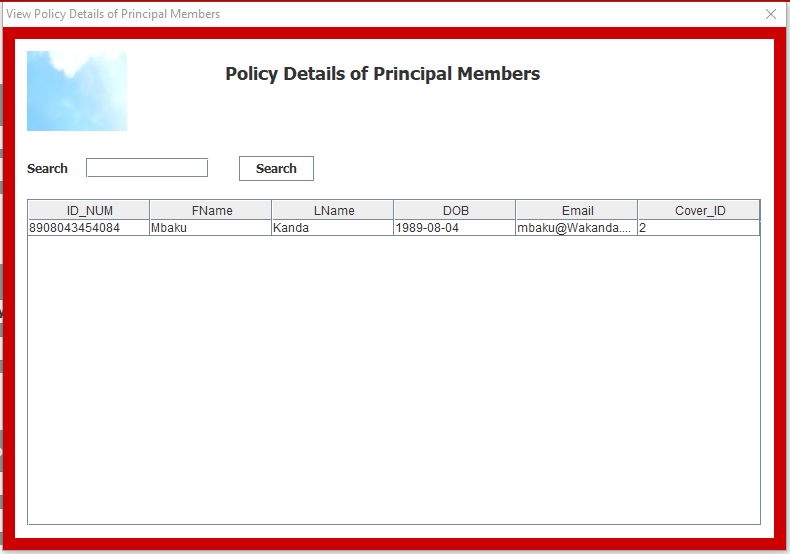 View Policy Details of Principal Members
Policy Details of Principal Members
Search Search
ID_NUM FName LName DOB Email Cover_ID
8908043454084 Mbaku Kanda 1989-08-04 mbaku@Wakanda.... 2